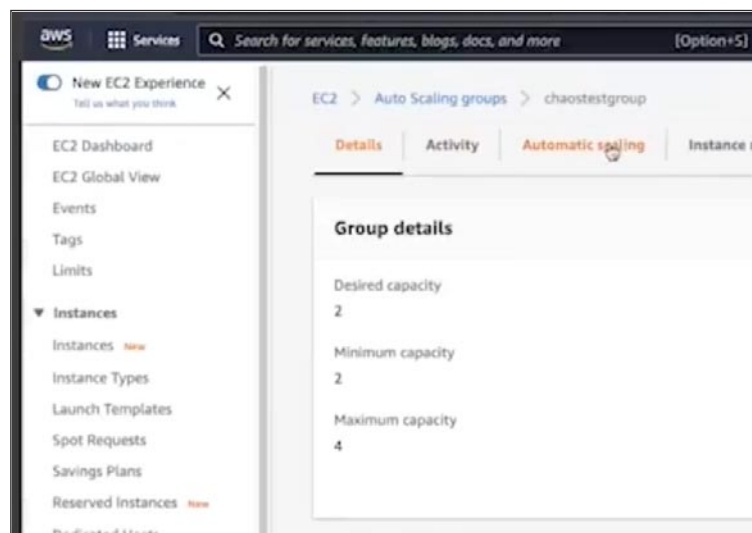 aws Services Search for services, features, blogs, docs, and more [Option+S]
New EC2 Experience
Tell us what you think
EC2 Dashboard
EC2 Global View
Events
Tags
Limits
Instances
Instances New
Instance Types
Launch Templates
Spot Requests
Savings Plans
Reserved Instances New
Dedicated Hosts
EC2 > Auto Scaling groups > chaostestgroup
Details Activity Automatic scaling Instance
Group details
Desired capacity
2
Minimum capacity
2
Maximum capacity
4